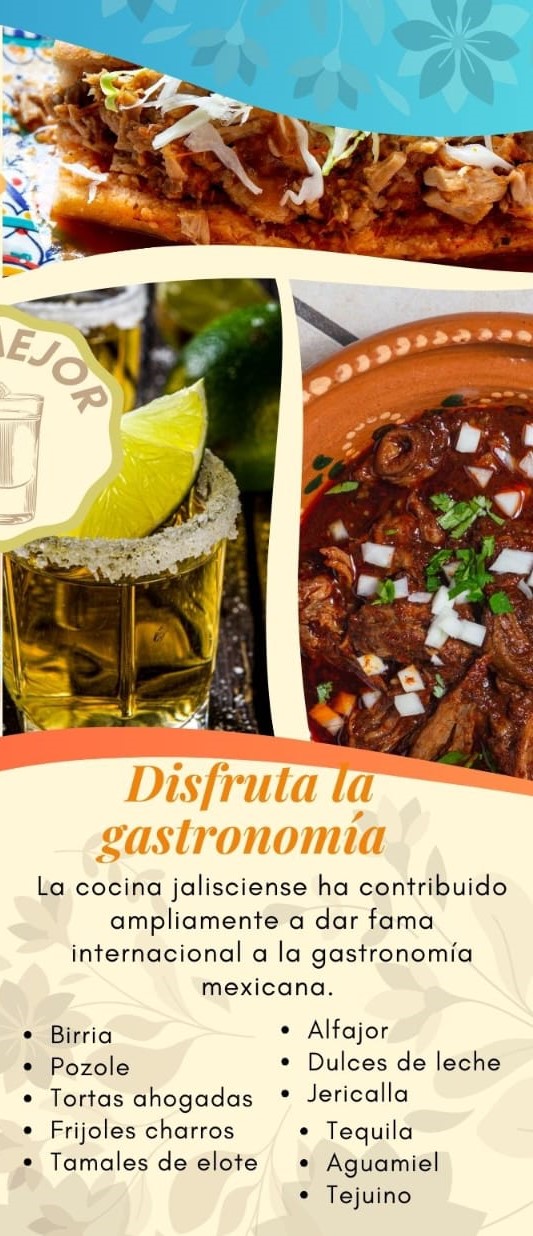 MEJOR
Disfruta la
gastronomía
La cocina jalisciense ha contribuido
ampliamente a dar fama
internacional a la gastronomía
mexicana.
• Birria
• Pozole
• Tortas ahogadas
• Frijoles charros
• Tamales de elote
• Alfajor
• Dulces de leche
• Jericalla
• Tequila
• Aguamiel
• Tejuino